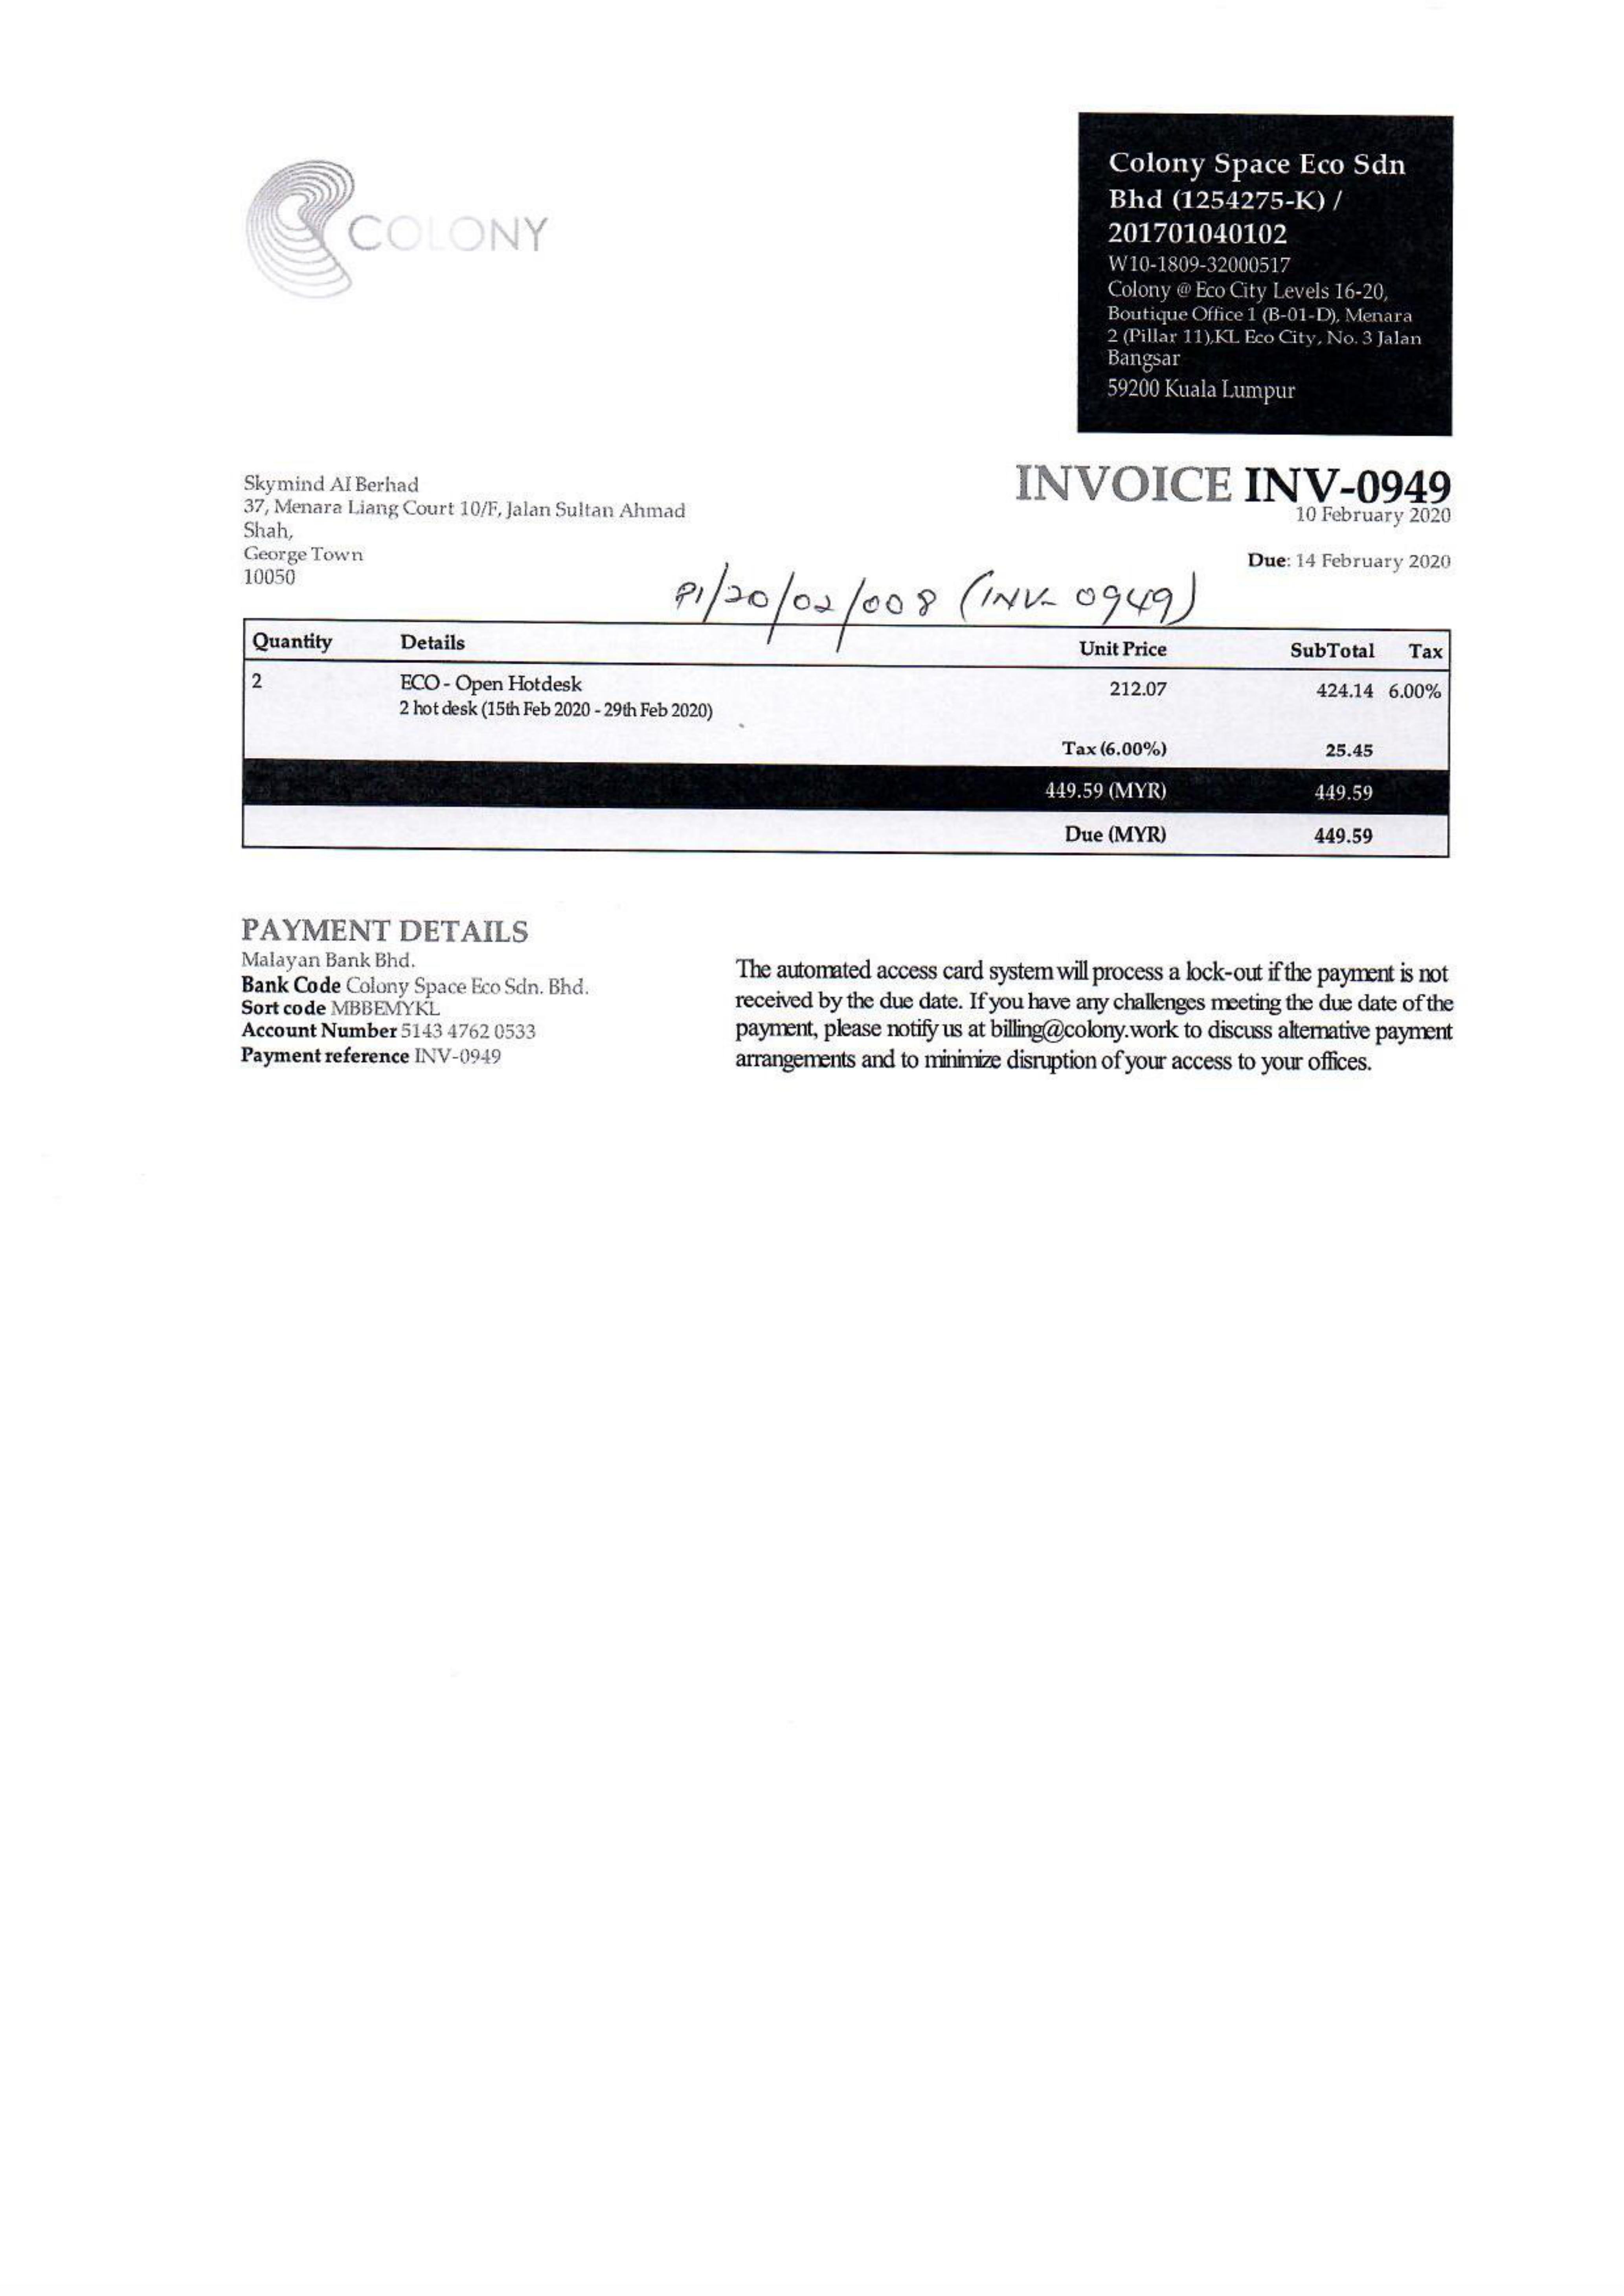 COLONY
Colony Space Eco Sdn
Bhd (1254275-K) /
201701040102
W10-1809-32000517
Colony @ Eco City Levels 16-20,
Boutique Office 1 (B-01-D), Menara
2 (Pillar 11),KL Eco City, No. 3 Jalan
Bangsar
59200 Kuala Lumpur
Skymind AI Berhad
37, Menara Liang Court 10/F, Jalan Sultan Ahmad
Shah,
George Town
10050
INVOICE INV-0949
10 February 2020
Due: 14 February 2020
PI/20/02/008 (INV- 0949)
Quantity Details Unit Price SubTotal Tax
2 ECO - Open Hotdesk 212.07 424.14 6.00%
2 hot desk (15th Feb 2020 - 29th Feb 2020)
Tax (6.00%) 25.45
449.59 (MYR) 449.59
Due (MYR) 449.59
PAYMENT DETAILS
Malayan Bank Bhd.
Bank Code Colony Space Eco Sdn. Bhd.
Sort code MBBEMYKL
Account Number 5143 4762 0533
Payment reference INV-0949
The automated access card system will process a lock-out if the payment is not
received by the due date. If you have any challenges meeting the due date of the
payment, please notify us at billing@colony.work to discuss alternative payment
arrangements and to minimize disruption of your access to your offices.